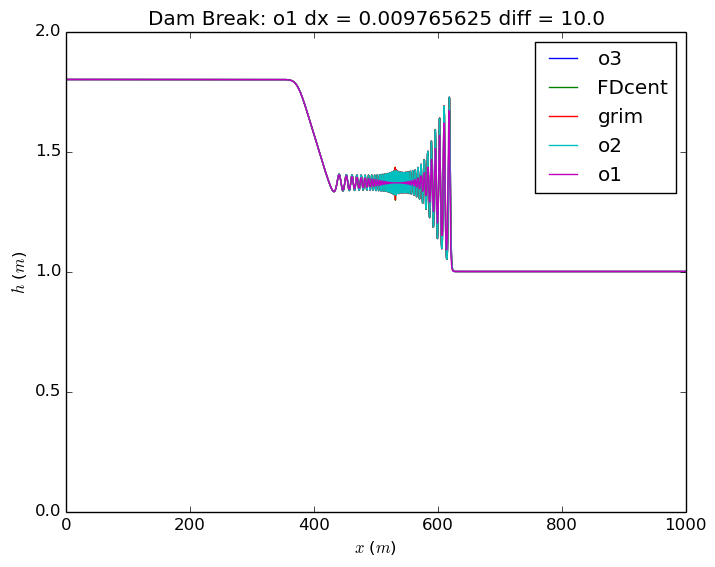 Dam Break: o1 dx = 0.009765625 diff = 10.0
2.0
1.5
1.0
0.5
0.0
h (m)
o3
FDcent
grim
o2
o1
0 200 400 600 800 1000
x (m)